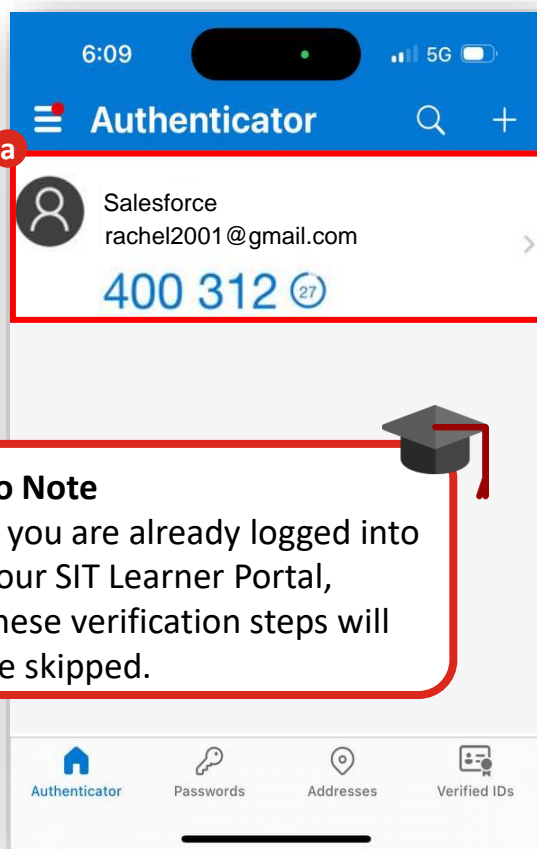 6:09 5G
Authenticator
a
Salesforce
rachel2001@gmail.com
400 312 27
o Note
you are already logged into
our SIT Learner Portal,
hese verification steps will
e skipped.
Authenticator Passwords Addresses Verified IDs